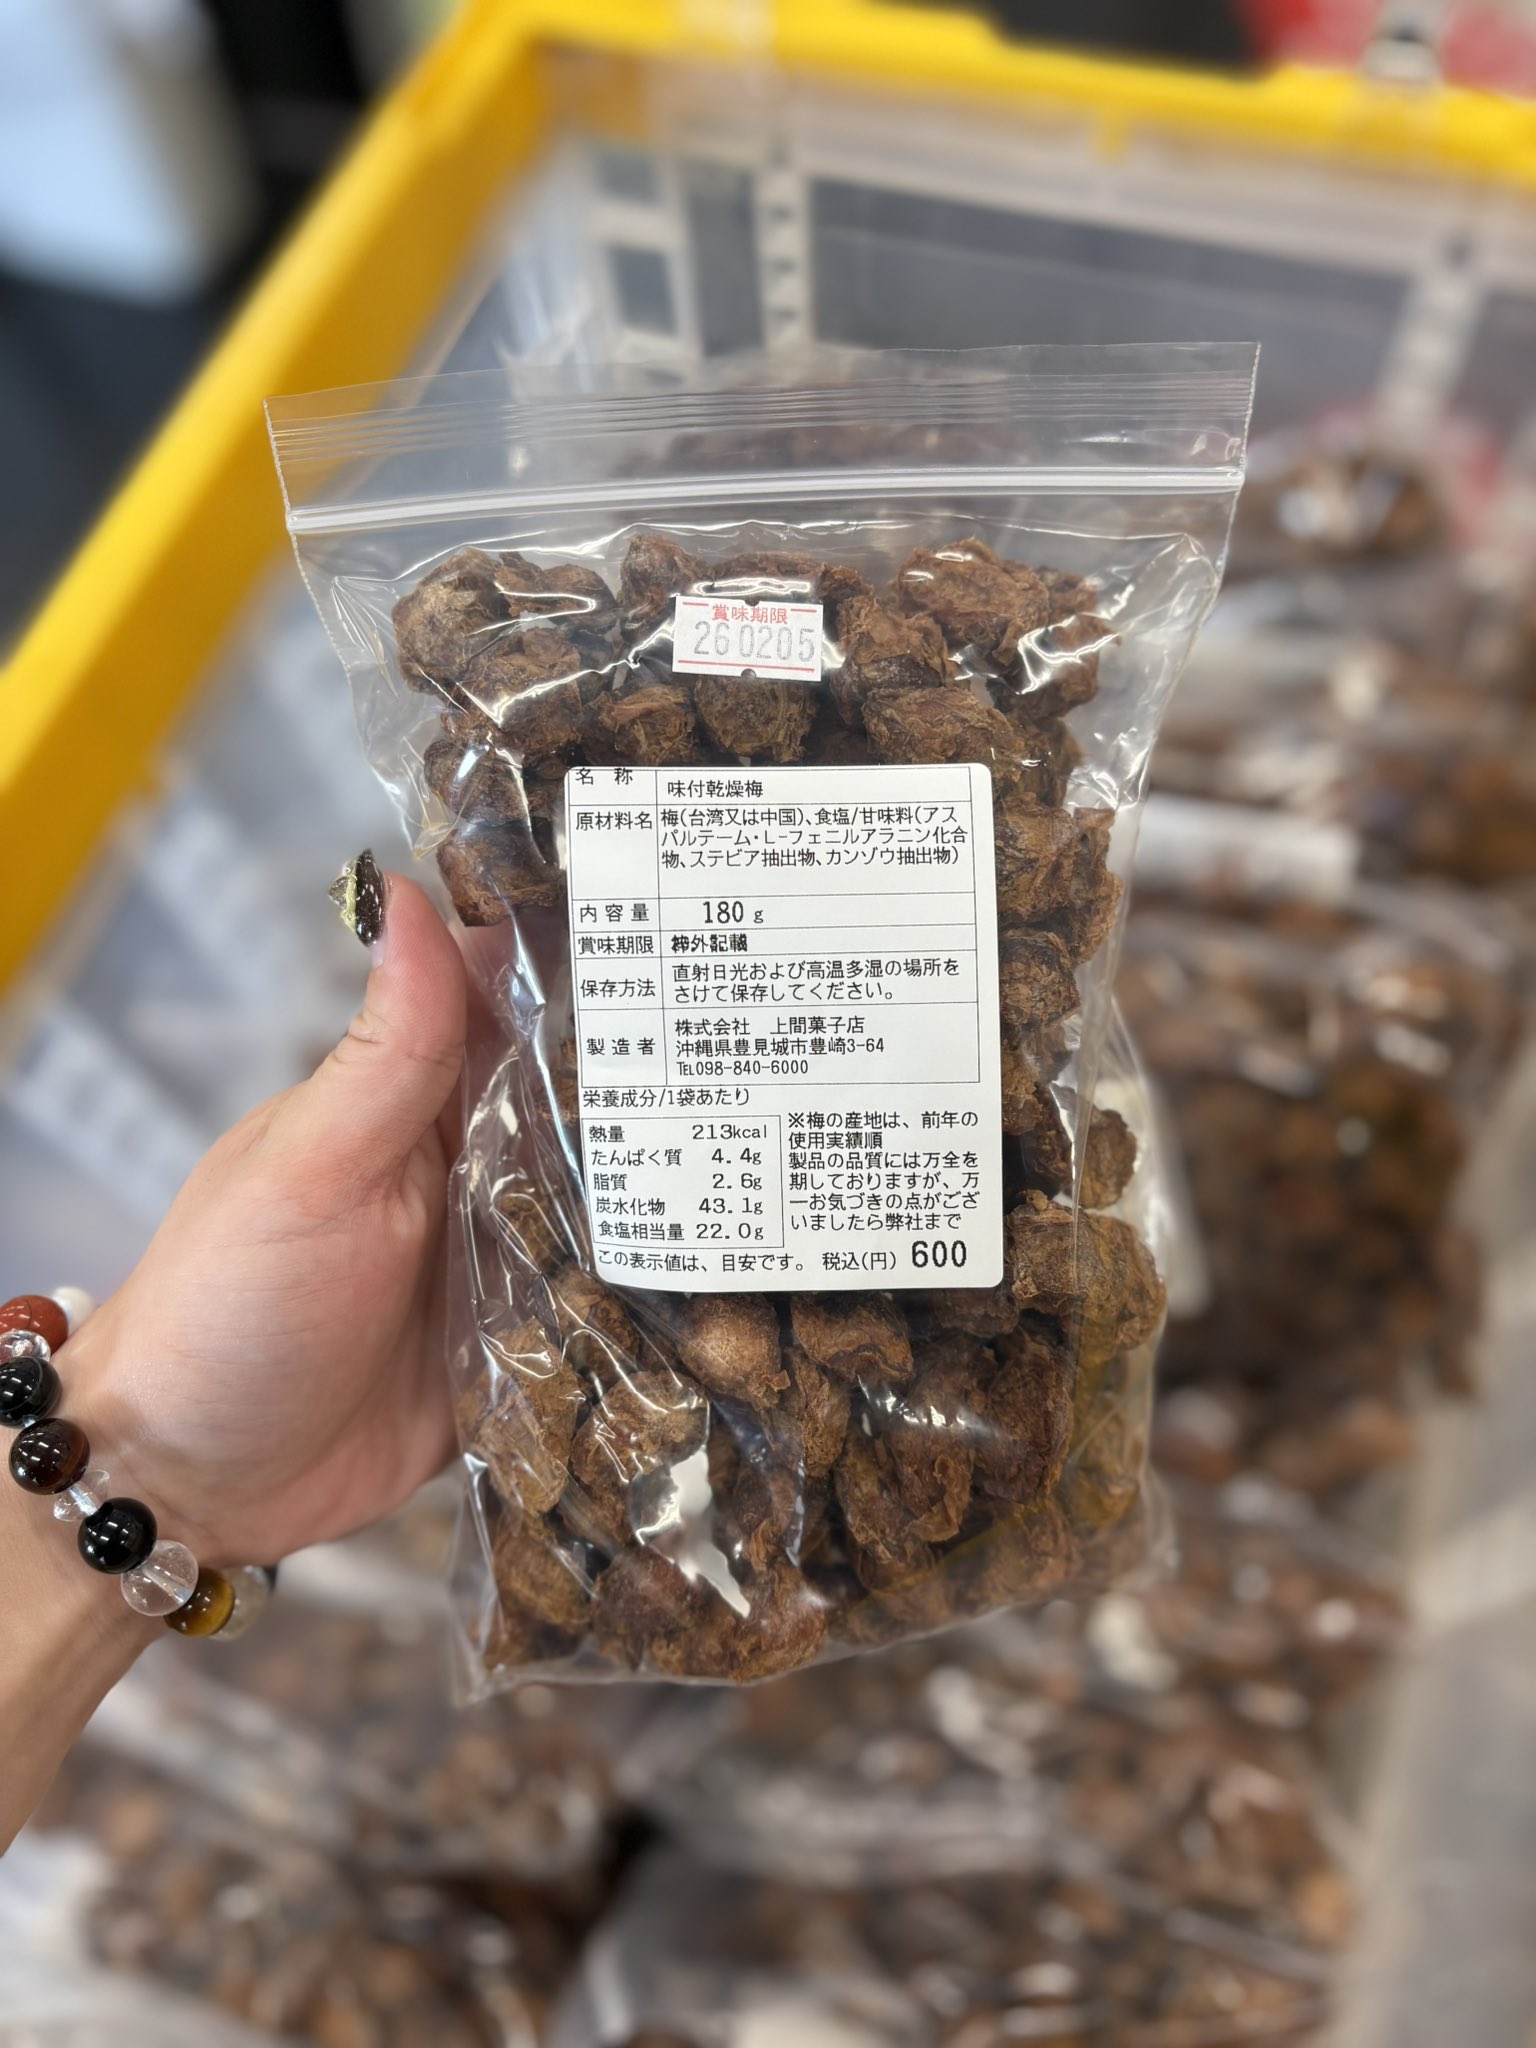 賞味期限
260205
名称 味付乾燥梅
原材料名 梅(台湾又は中国)、食塩/甘味料(アス
パルテーム・L-フェニルアラニン化合
物、ステビア抽出物、カンゾウ抽出物)
内容量 180g
賞味期限 枠外記載
保存方法 直射日光および高温多湿の場所を
さけて保存してください。
製造者 株式会社 上間菓子店
沖縄県豊見城市豊崎3-64
℡098-840-6000
栄養成分/1袋あたり
熱量 213kcal
たんぱく質 4.4g
脂質 2.6g
炭水化物 43.1g
食塩相当量 22.0g
※梅の産地は、前年の
使用実績順
製品の品質には万全を
期しておりますが、万
一お気づきの点がござ
いましたら弊社まで
この表示値は、目安です。 税込(円) 600